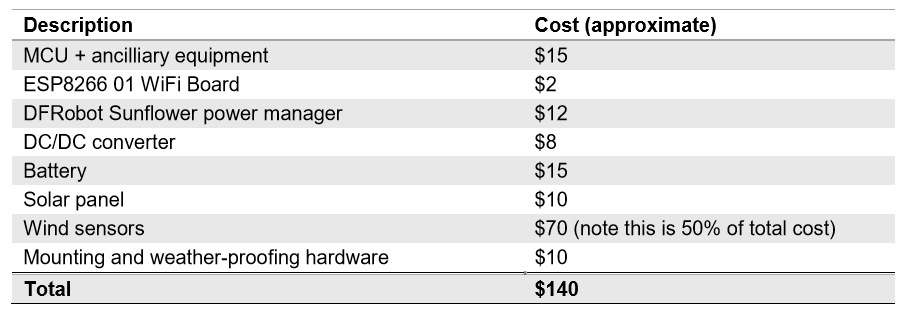 Description Cost (approximate)
MCU + ancilliary equipment $15
ESP8266 01 WiFi Board $2
DFRobot Sunflower power manager $12
DC/DC converter $8
Battery $15
Solar panel $10
Wind sensors $70 (note this is 50% of total cost)
Mounting and weather-proofing hardware $10
Total $140